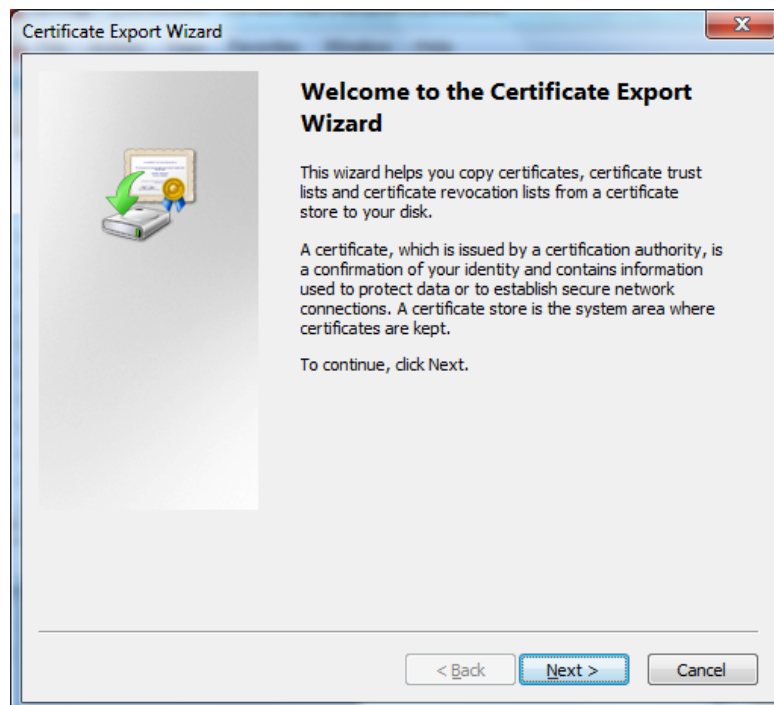 Certificate Export Wizard
Welcome to the Certificate Export
Wizard
This wizard helps you copy certificates, certificate trust
lists and certificate revocation lists from a certificate
store to your disk.
A certificate, which is issued by a certification authority, is
a confirmation of your identity and contains information
used to protect data or to establish secure network
connections. A certificate store is the system area where
certificates are kept.
To continue, click Next.
< Back Next > Cancel